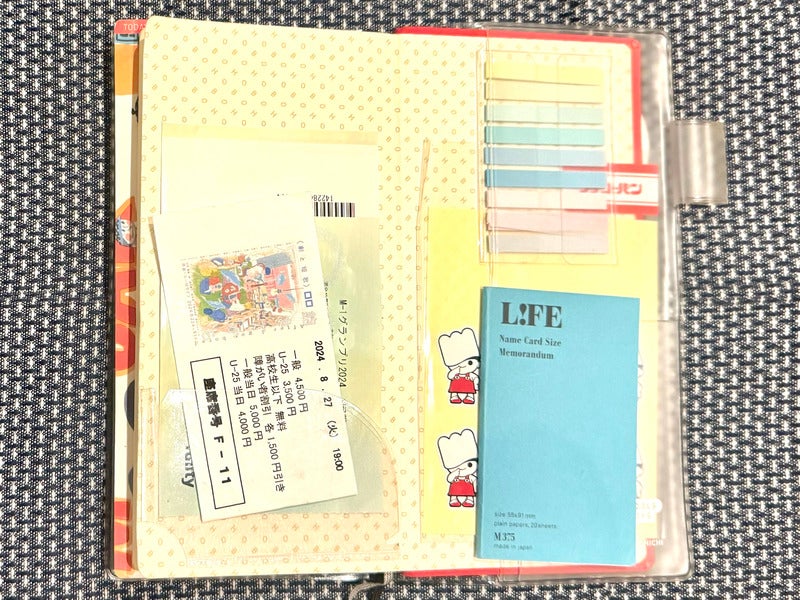 TOD
14228
M-1グランプリ2024
2024 . 8 . 27 (火) 19:00
一般 4,500円
U-25 3,500円
高校生以下 無料
障がい者割引 各 1,500円引き
一般当日 5,000円
U-25当日 4,000円
座席番号 F-11
L!FE
Name Card Size
Memorandum
size 58x91mm
plain papers, 20sheets
M375
made in japan